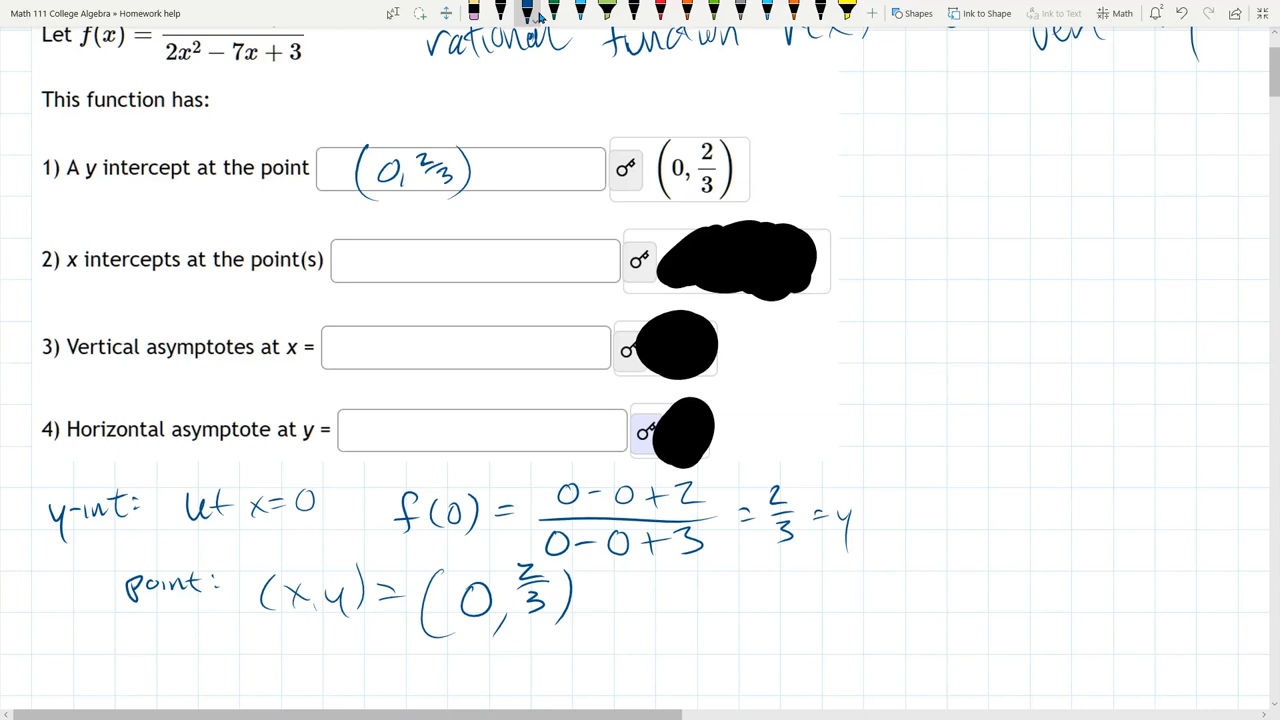 Math 111 College Algebra » Homework help
Shapes Ink to Shape Ink to Text Math
Let f(x) = 2x² − 7x + 3
rational function
This function has:
1) A y intercept at the point (0, 2/3) (0, 2/3)
2) x intercepts at the point(s)
3) Vertical asymptotes at x =
4) Horizontal asymptote at y =
y-int: let x=0 f(0) = 0-0+2 / 0-0+3 = 2/3 = y
point: (x,y) = (0, 2/3)